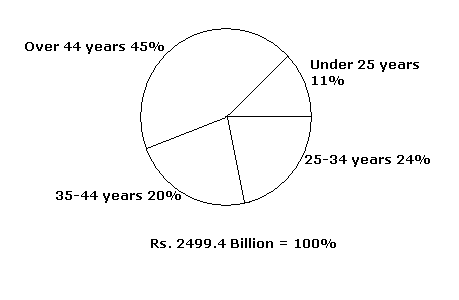 Over 44 years 45%
Under 25 years
11%
25-34 years 24%
35-44 years 20%
Rs. 2499.4 Billion = 100%